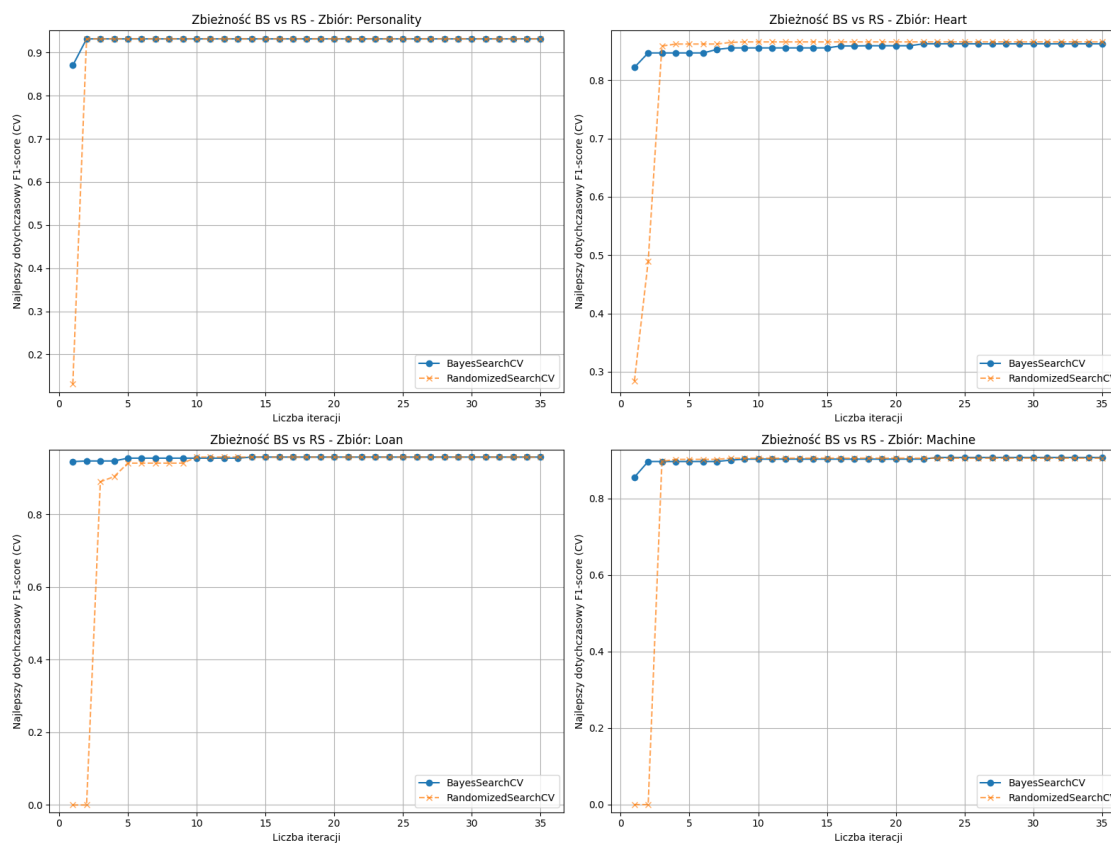 Zbieżność BS vs RS - Zbiór: Personality
Najlepszy dotychczasowy F1-score (CV)
0.9
0.8
0.7
0.6
0.5
0.4
0.3
0.2
BayesSearchCV
RandomizedSearchCV
0 5 10 15 20 25 30 35
Liczba iteracji
Zbieżność BS vs RS - Zbiór: Heart
Najlepszy dotychczasowy F1-score (CV)
0.8
0.7
0.6
0.5
0.4
0.3
BayesSearchCV
RandomizedSearchCV
0 5 10 15 20 25 30 35
Liczba iteracji
Zbieżność BS vs RS - Zbiór: Loan
Najlepszy dotychczasowy F1-score (CV)
0.8
0.6
0.4
0.2
0.0
BayesSearchCV
RandomizedSearchCV
0 5 10 15 20 25 30 35
Liczba iteracji
Zbieżność BS vs RS - Zbiór: Machine
Najlepszy dotychczasowy F1-score (CV)
0.8
0.6
0.4
0.2
0.0
BayesSearchCV
RandomizedSearchCV
0 5 10 15 20 25 30 35
Liczba iteracji